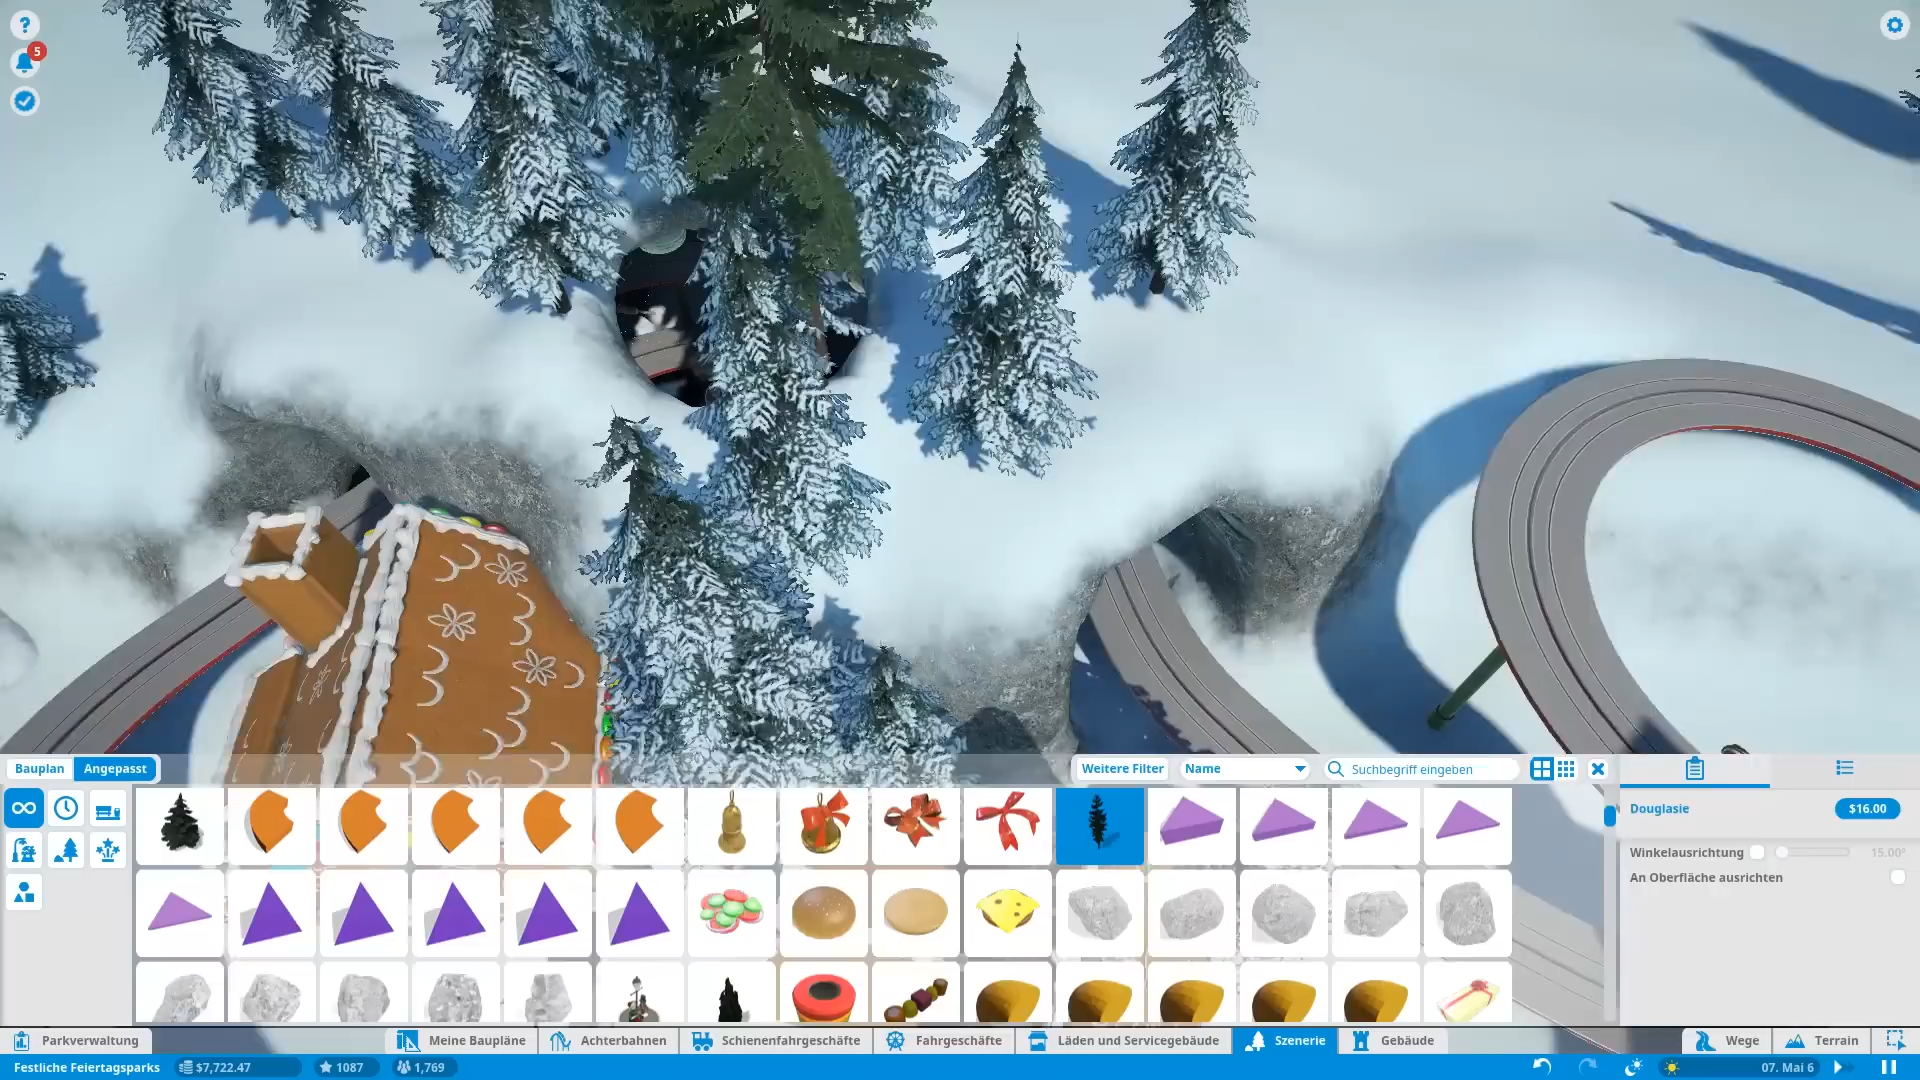 5
Bauplan
Angepasst
Weitere Filter
Name
Suchbegriff eingeben
Douglasie
$16.00
Winkelausrichtung
15.00°
An Oberfläche ausrichten
Parkverwaltung
Meine Baupläne
Achterbahnen
Schienenfahrgeschäfte
Fahrgeschäfte
Läden und Servicegebäude
Szenerie
Gebäude
Wege
Terrain
Festliche Feiertagsparks
$7,722.47
1087
1,769
07. Mai 6